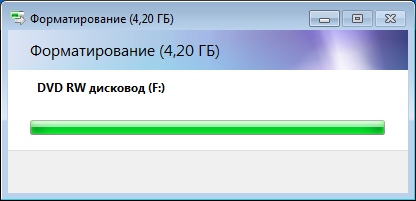 Форматирование (4,20 ГБ)
Форматирование (4,20 ГБ)
DVD RW дисковод (F:)